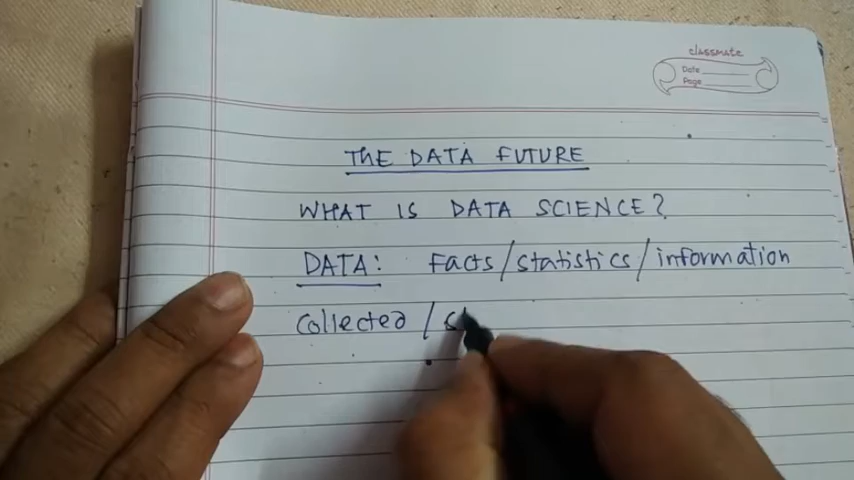 classmate
Date
Page
THE DATA FUTURE
WHAT IS DATA SCIENCE?
DATA: Facts/statistics/information
Collected /